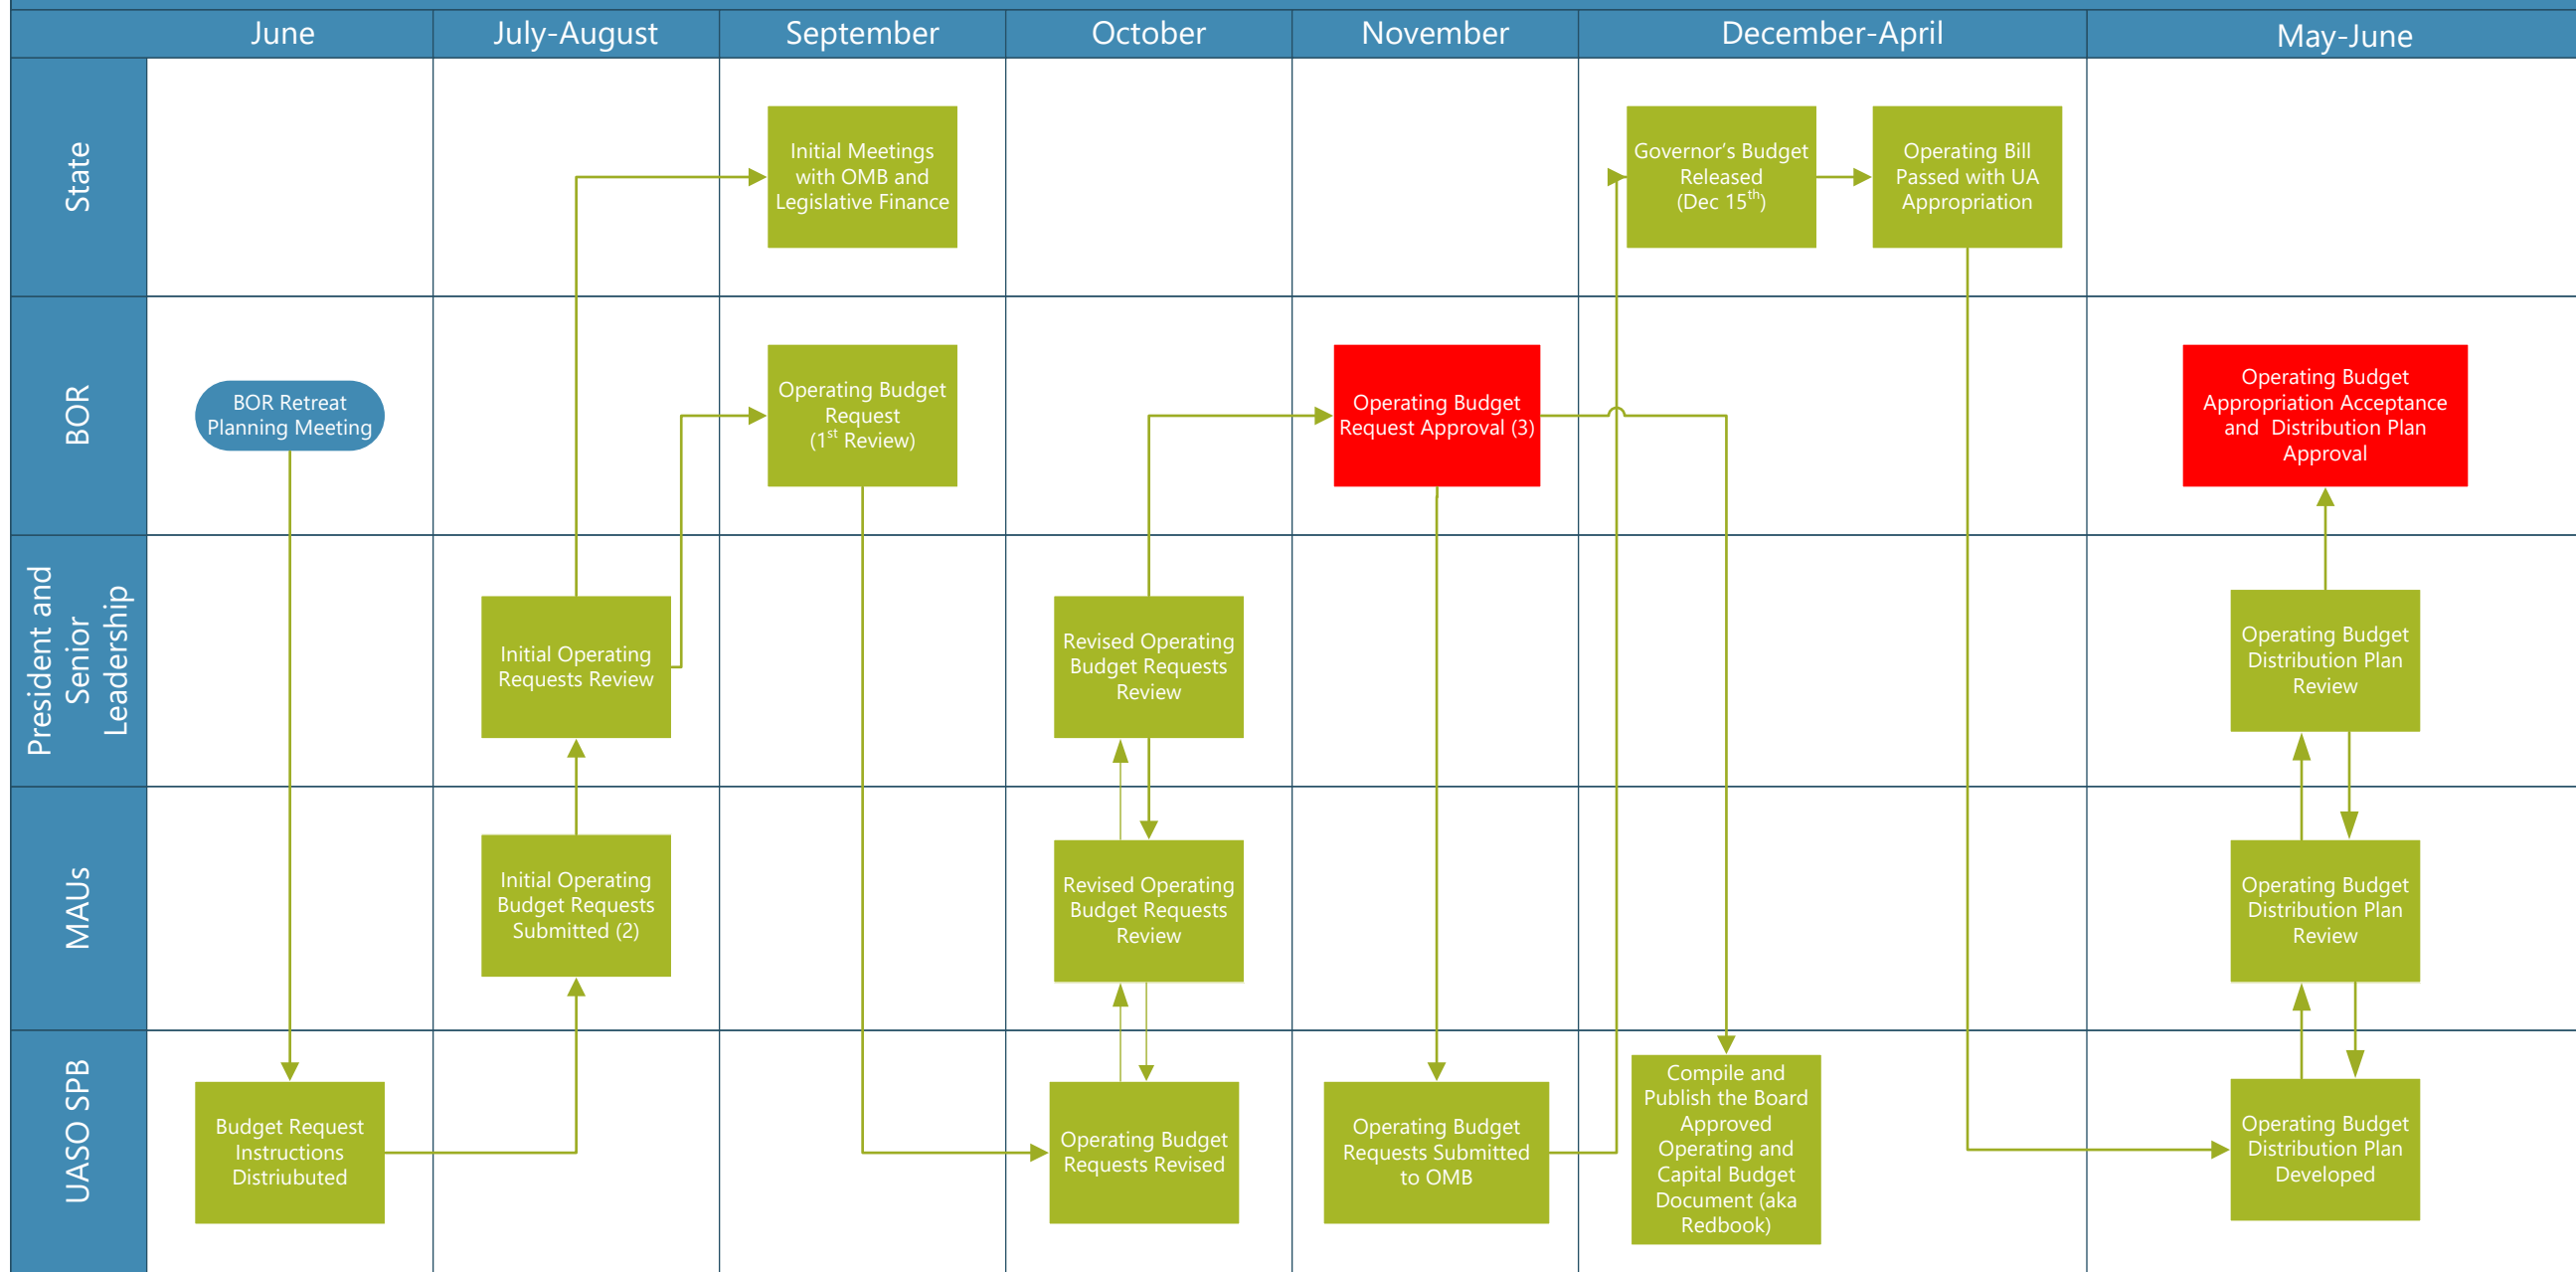 June
July-August
September
October
November
December-April
May-June
State
Initial Meetings
with OMB and
Legislative Finance
Governor's Budget
Released
(Dec 15th)
Operating Bill
Passed with UA
Appropriation
BOR
BOR Retreat
Planning Meeting
Operating Budget
Request
(1st Review)
Operating Budget
Request Approval (3)
Operating Budget
Appropriation Acceptance
and Distribution Plan
Approval
President and
Senior
Leadership
Initial Operating
Requests Review
Revised Operating
Budget Requests
Review
Operating Budget
Distribution Plan
Review
MAUs
Initial Operating
Budget Requests
Submitted (2)
Revised Operating
Budget Requests
Review
Operating Budget
Distribution Plan
Review
UASO SPB
Budget Request
Instructions
Distriubuted
Operating Budget
Requests Revised
Operating Budget
Requests Submitted
to OMB
Compile and
Publish the Board
Approved
Operating and
Capital Budget
Document (aka
Redbook)
Operating Budget
Distribution Plan
Developed